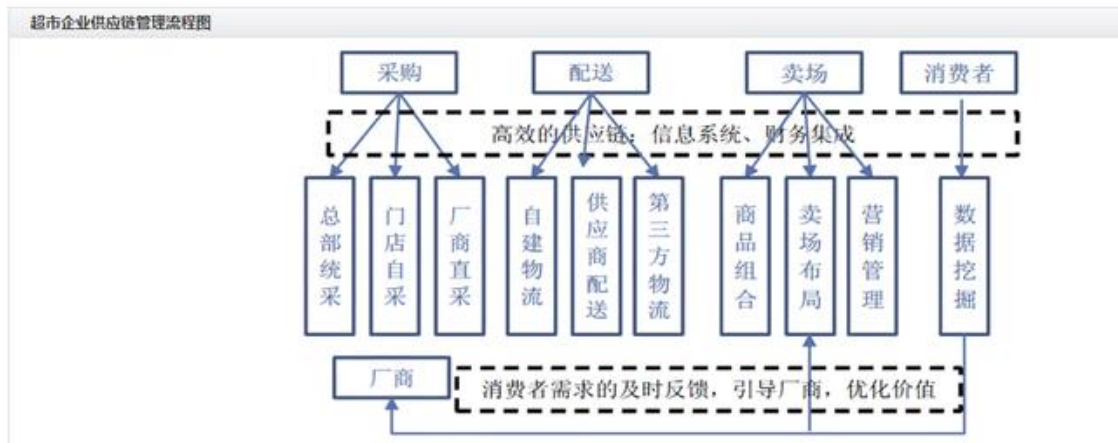 超市企业供应链管理流程图
采购
配送
卖场
消费者
高效的供应链：信息系统、财务集成
总部统采
门店自采
厂商直采
自建物流
供应商配送
第三方物流
商品组合
卖场布局
营销管理
数据挖掘
厂商
消费者需求的及时反馈，引导厂商，优化价值